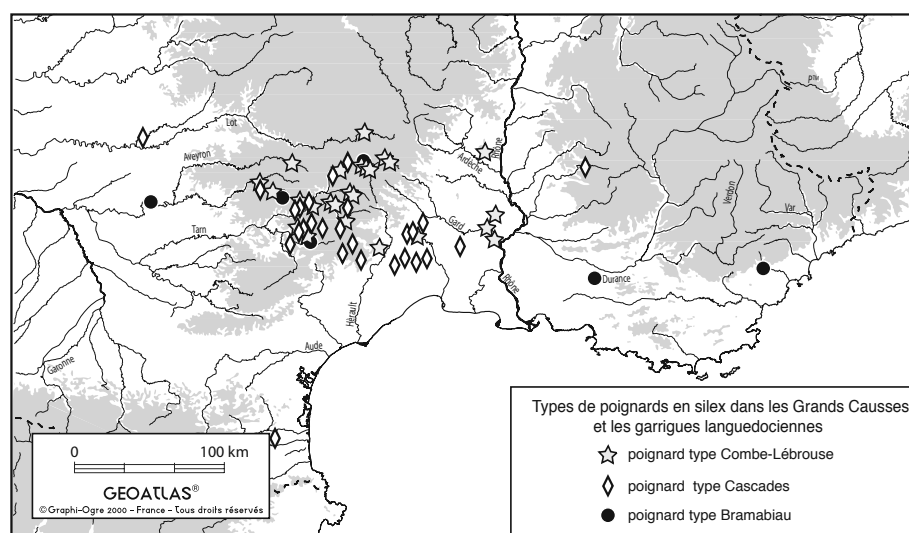 Lot
Aveyron
Tarn
Garonne
Aude
Hérault
Gard
Ardèche
Rhône
Rhône
Durance
Verdon
Var
0 100 km
GEOATLAS®
© Graphi-Ogre 2000 - France - Tous droits réservés
Types de poignards en silex dans les Grands Causses
et les garrigues languedociennes
poignard type Combe-Lébrouse
poignard type Cascades
poignard type Bramabiau